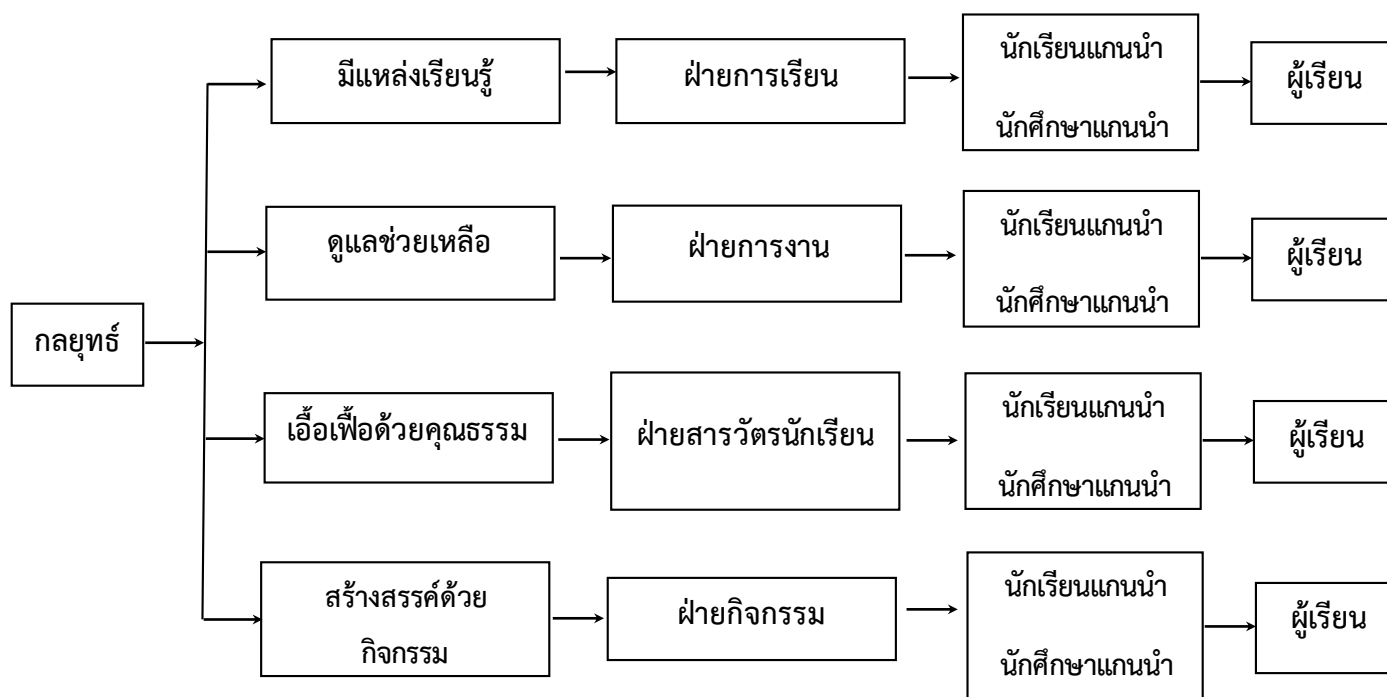 มีแหล่งเรียนรู้
ฝ่ายการเรียน
นักเรียนแกนนำ
นักศึกษาแกนนำ
ผู้เรียน
ดูแลช่วยเหลือ
ฝ่ายการงาน
นักเรียนแกนนำ
นักศึกษาแกนนำ
ผู้เรียน
กลยุทธ์
เอื้อเฟื้อด้วยคุณธรรม
ฝ่ายสารวัตรนักเรียน
นักเรียนแกนนำ
นักศึกษาแกนนำ
ผู้เรียน
สร้างสรรค์ด้วย
กิจกรรม
ฝ่ายกิจกรรม
นักเรียนแกนนำ
นักศึกษาแกนนำ
ผู้เรียน